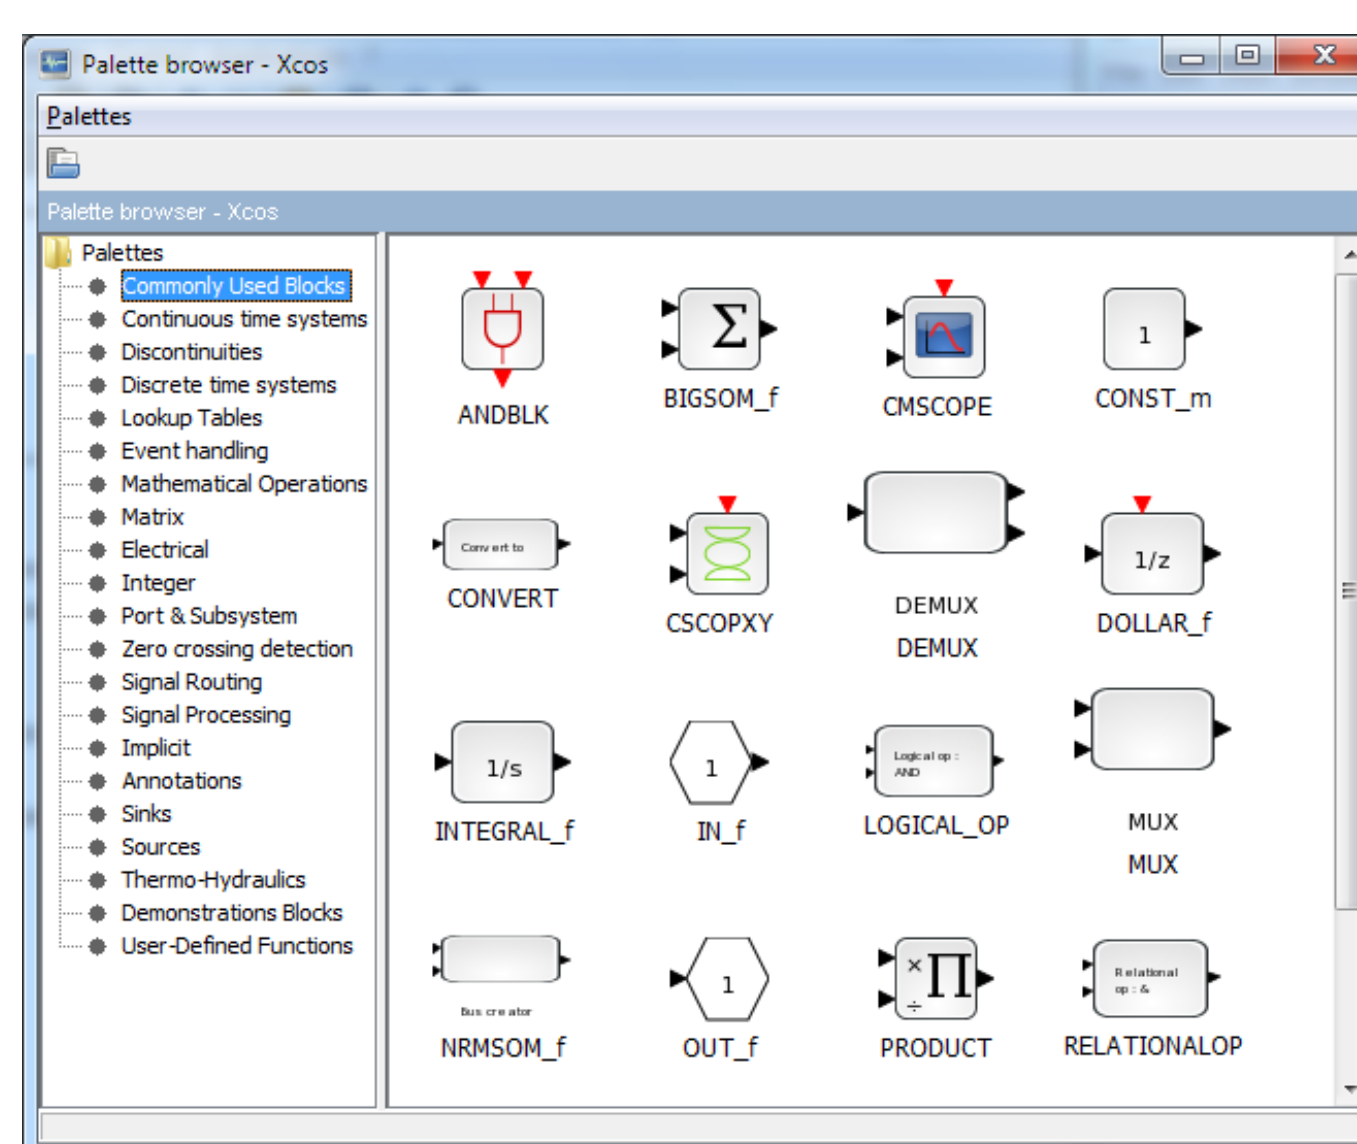 Palette browser - Xcos
Palettes
Palette browser - Xcos
Palettes
Commonly Used Blocks
Continuous time systems
Discontinuities
Discrete time systems
Lookup Tables
Event handling
Mathematical Operations
Matrix
Electrical
Integer
Port & Subsystem
Zero crossing detection
Signal Routing
Signal Processing
Implicit
Annotations
Sinks
Sources
Thermo-Hydraulics
Demonstrations Blocks
User-Defined Functions
Σ
1
ANDBLK
BIGSOM_f
CMSCOPE
CONST_m
Convert to
1/z
CONVERT
CSCOPXY
DEMUX
DEMUX
DOLLAR_f
1/s
1
Logical op :
AND
INTEGRAL_f
IN_f
LOGICAL_OP
MUX
MUX
Bus creator
1
× ∏
÷
Relational
op : &
NRMSOM_f
OUT_f
PRODUCT
RELATIONALOP